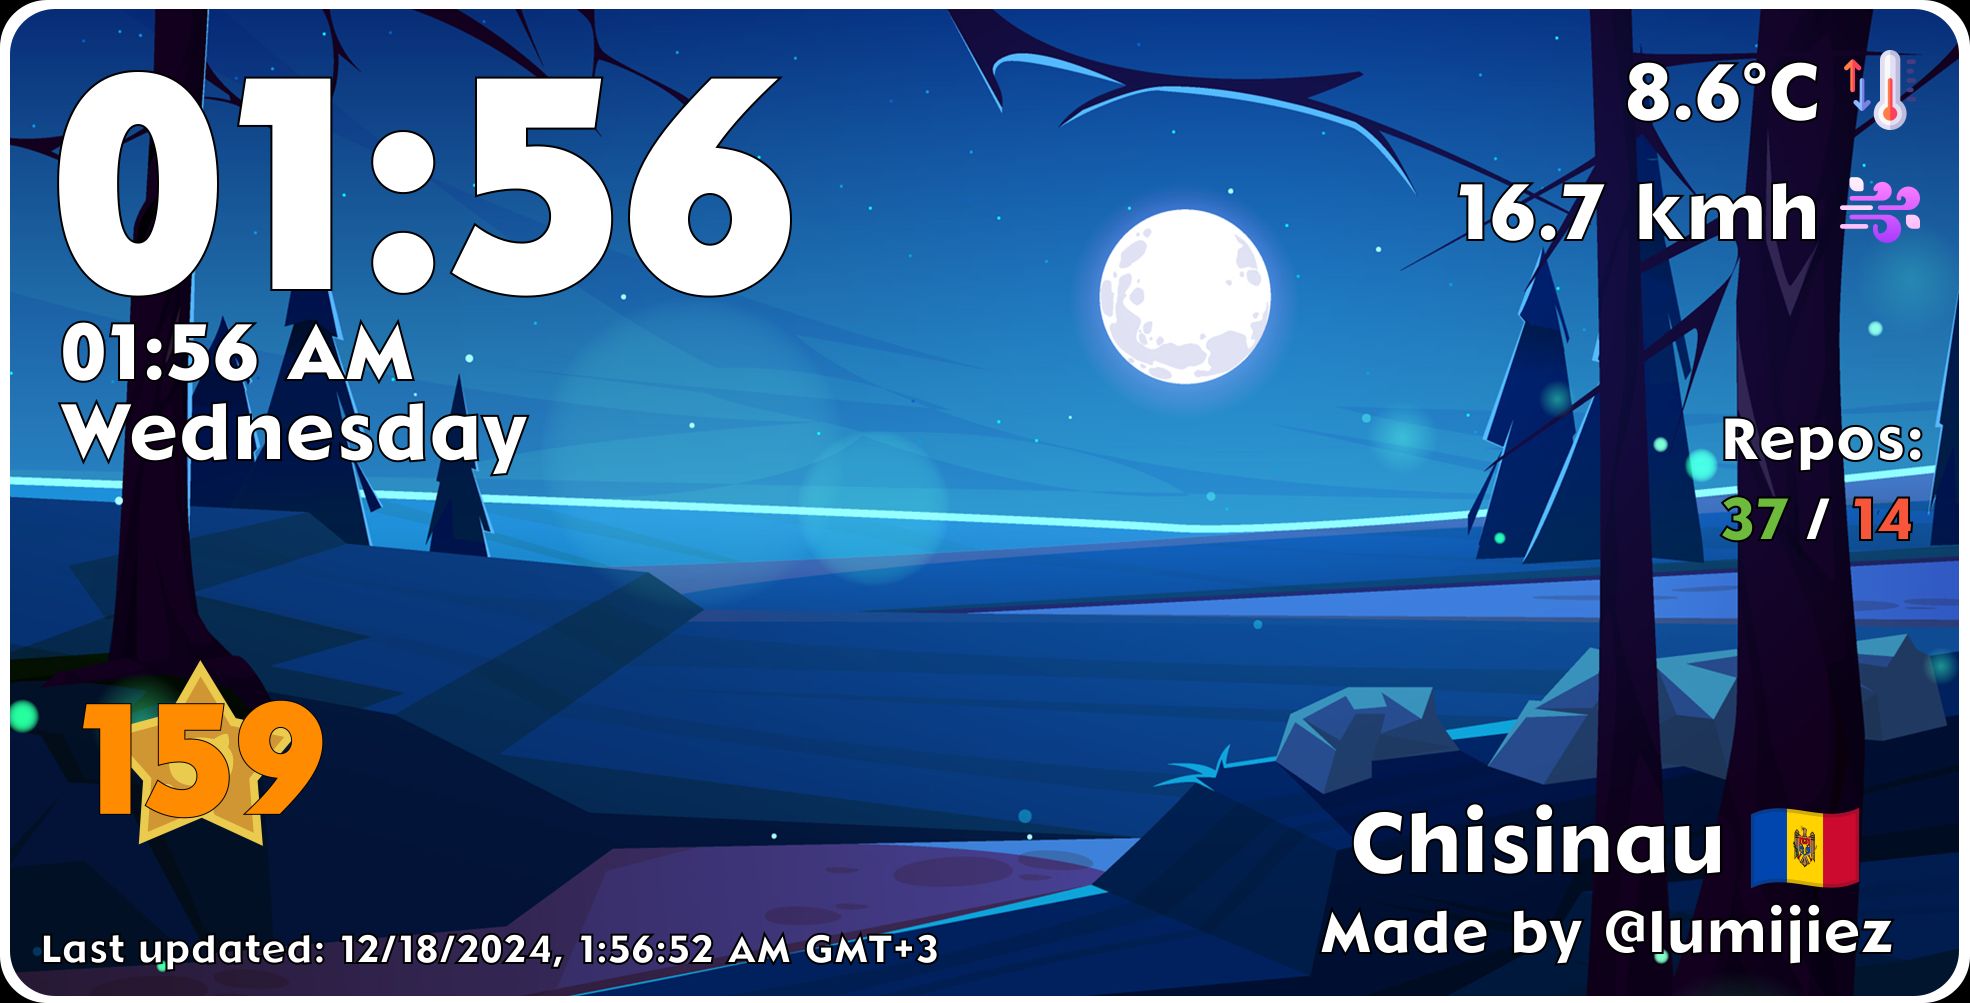 01:56
01:56 AM
Wednesday
8.6°C
16.7 kmh
Repos:
37 / 14
159
Chisinau
Made by @lumijiez
Last updated: 12/18/2024, 1:56:52 AM GMT+3